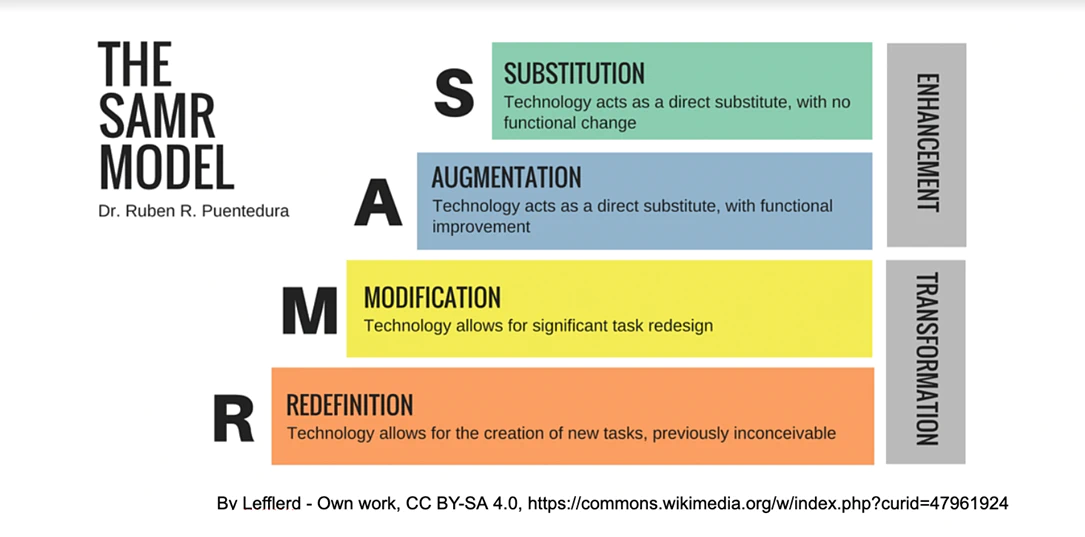 THE
SAMR
MODEL
Dr. Ruben R. Puentedura
S
SUBSTITUTION
Technology acts as a direct substitute, with no
functional change
A
AUGMENTATION
Technology acts as a direct substitute, with functional
improvement
ENHANCEMENT
M
MODIFICATION
Technology allows for significant task redesign
R
REDEFINITION
Technology allows for the creation of new tasks, previously inconceivable
TRANSFORMATION
By Lefflerd - Own work, CC BY-SA 4.0, https://commons.wikimedia.org/w/index.php?curid=47961924